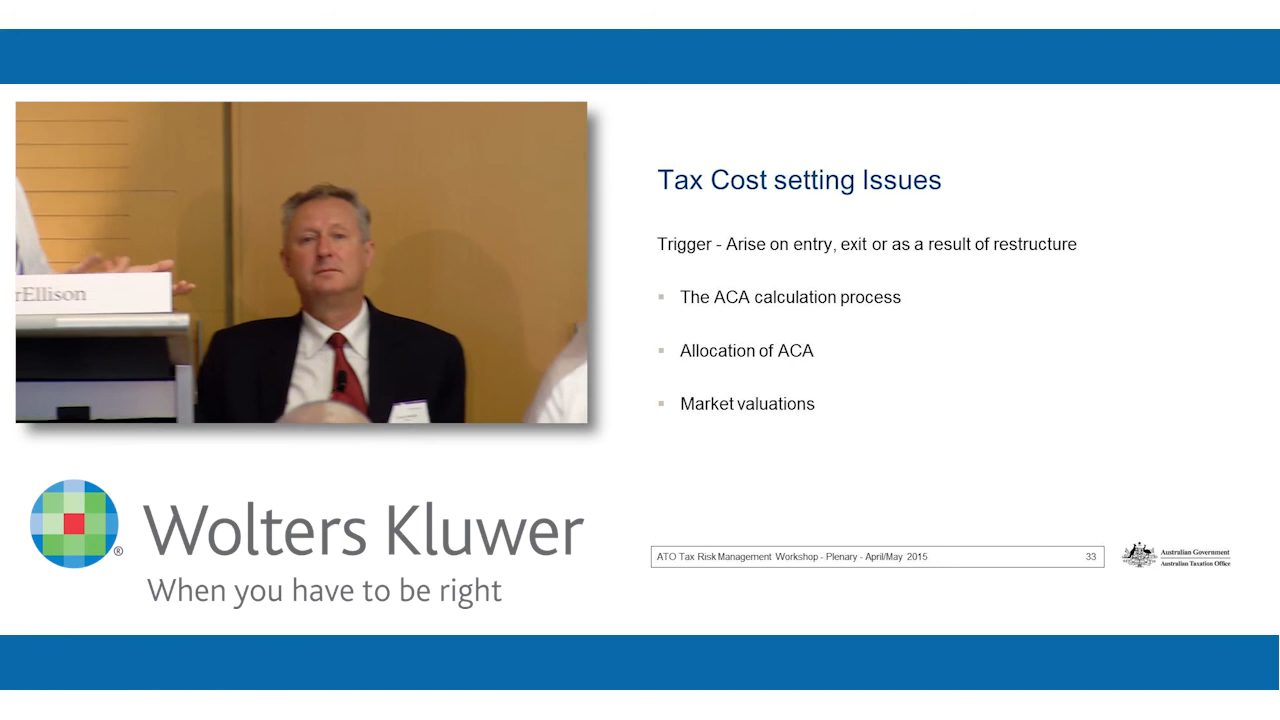 rEllison
Wolters Kluwer
®
When you have to be right
Tax Cost setting Issues
Trigger - Arise on entry, exit or as a result of restructure
▪ The ACA calculation process
▪ Allocation of ACA
▪ Market valuations
ATO Tax Risk Management Workshop - Plenary - April/May 2015 33
Australian Government
Australian Taxation Office